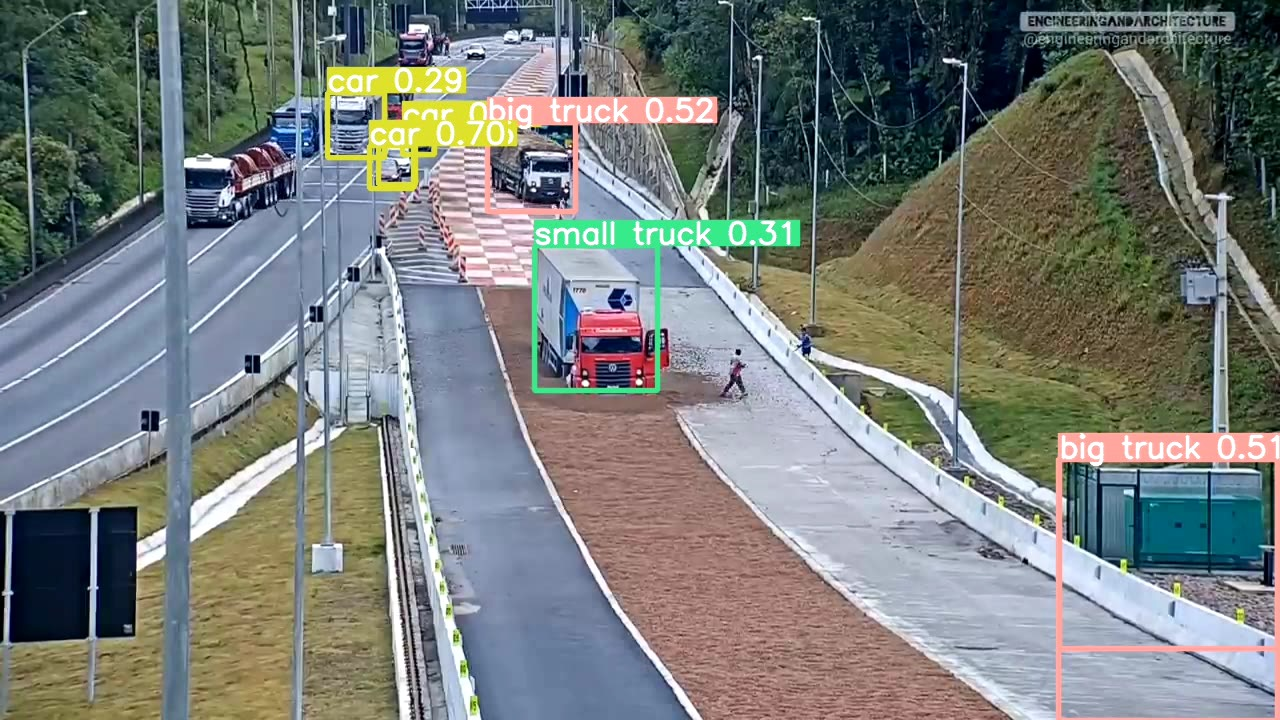 ENGINEERINGANDARCHITECTURE
@engineeringandarchitecture
car 0.29
big truck 0.52
car 0.70
small truck 0.31
1778
big truck 0.51